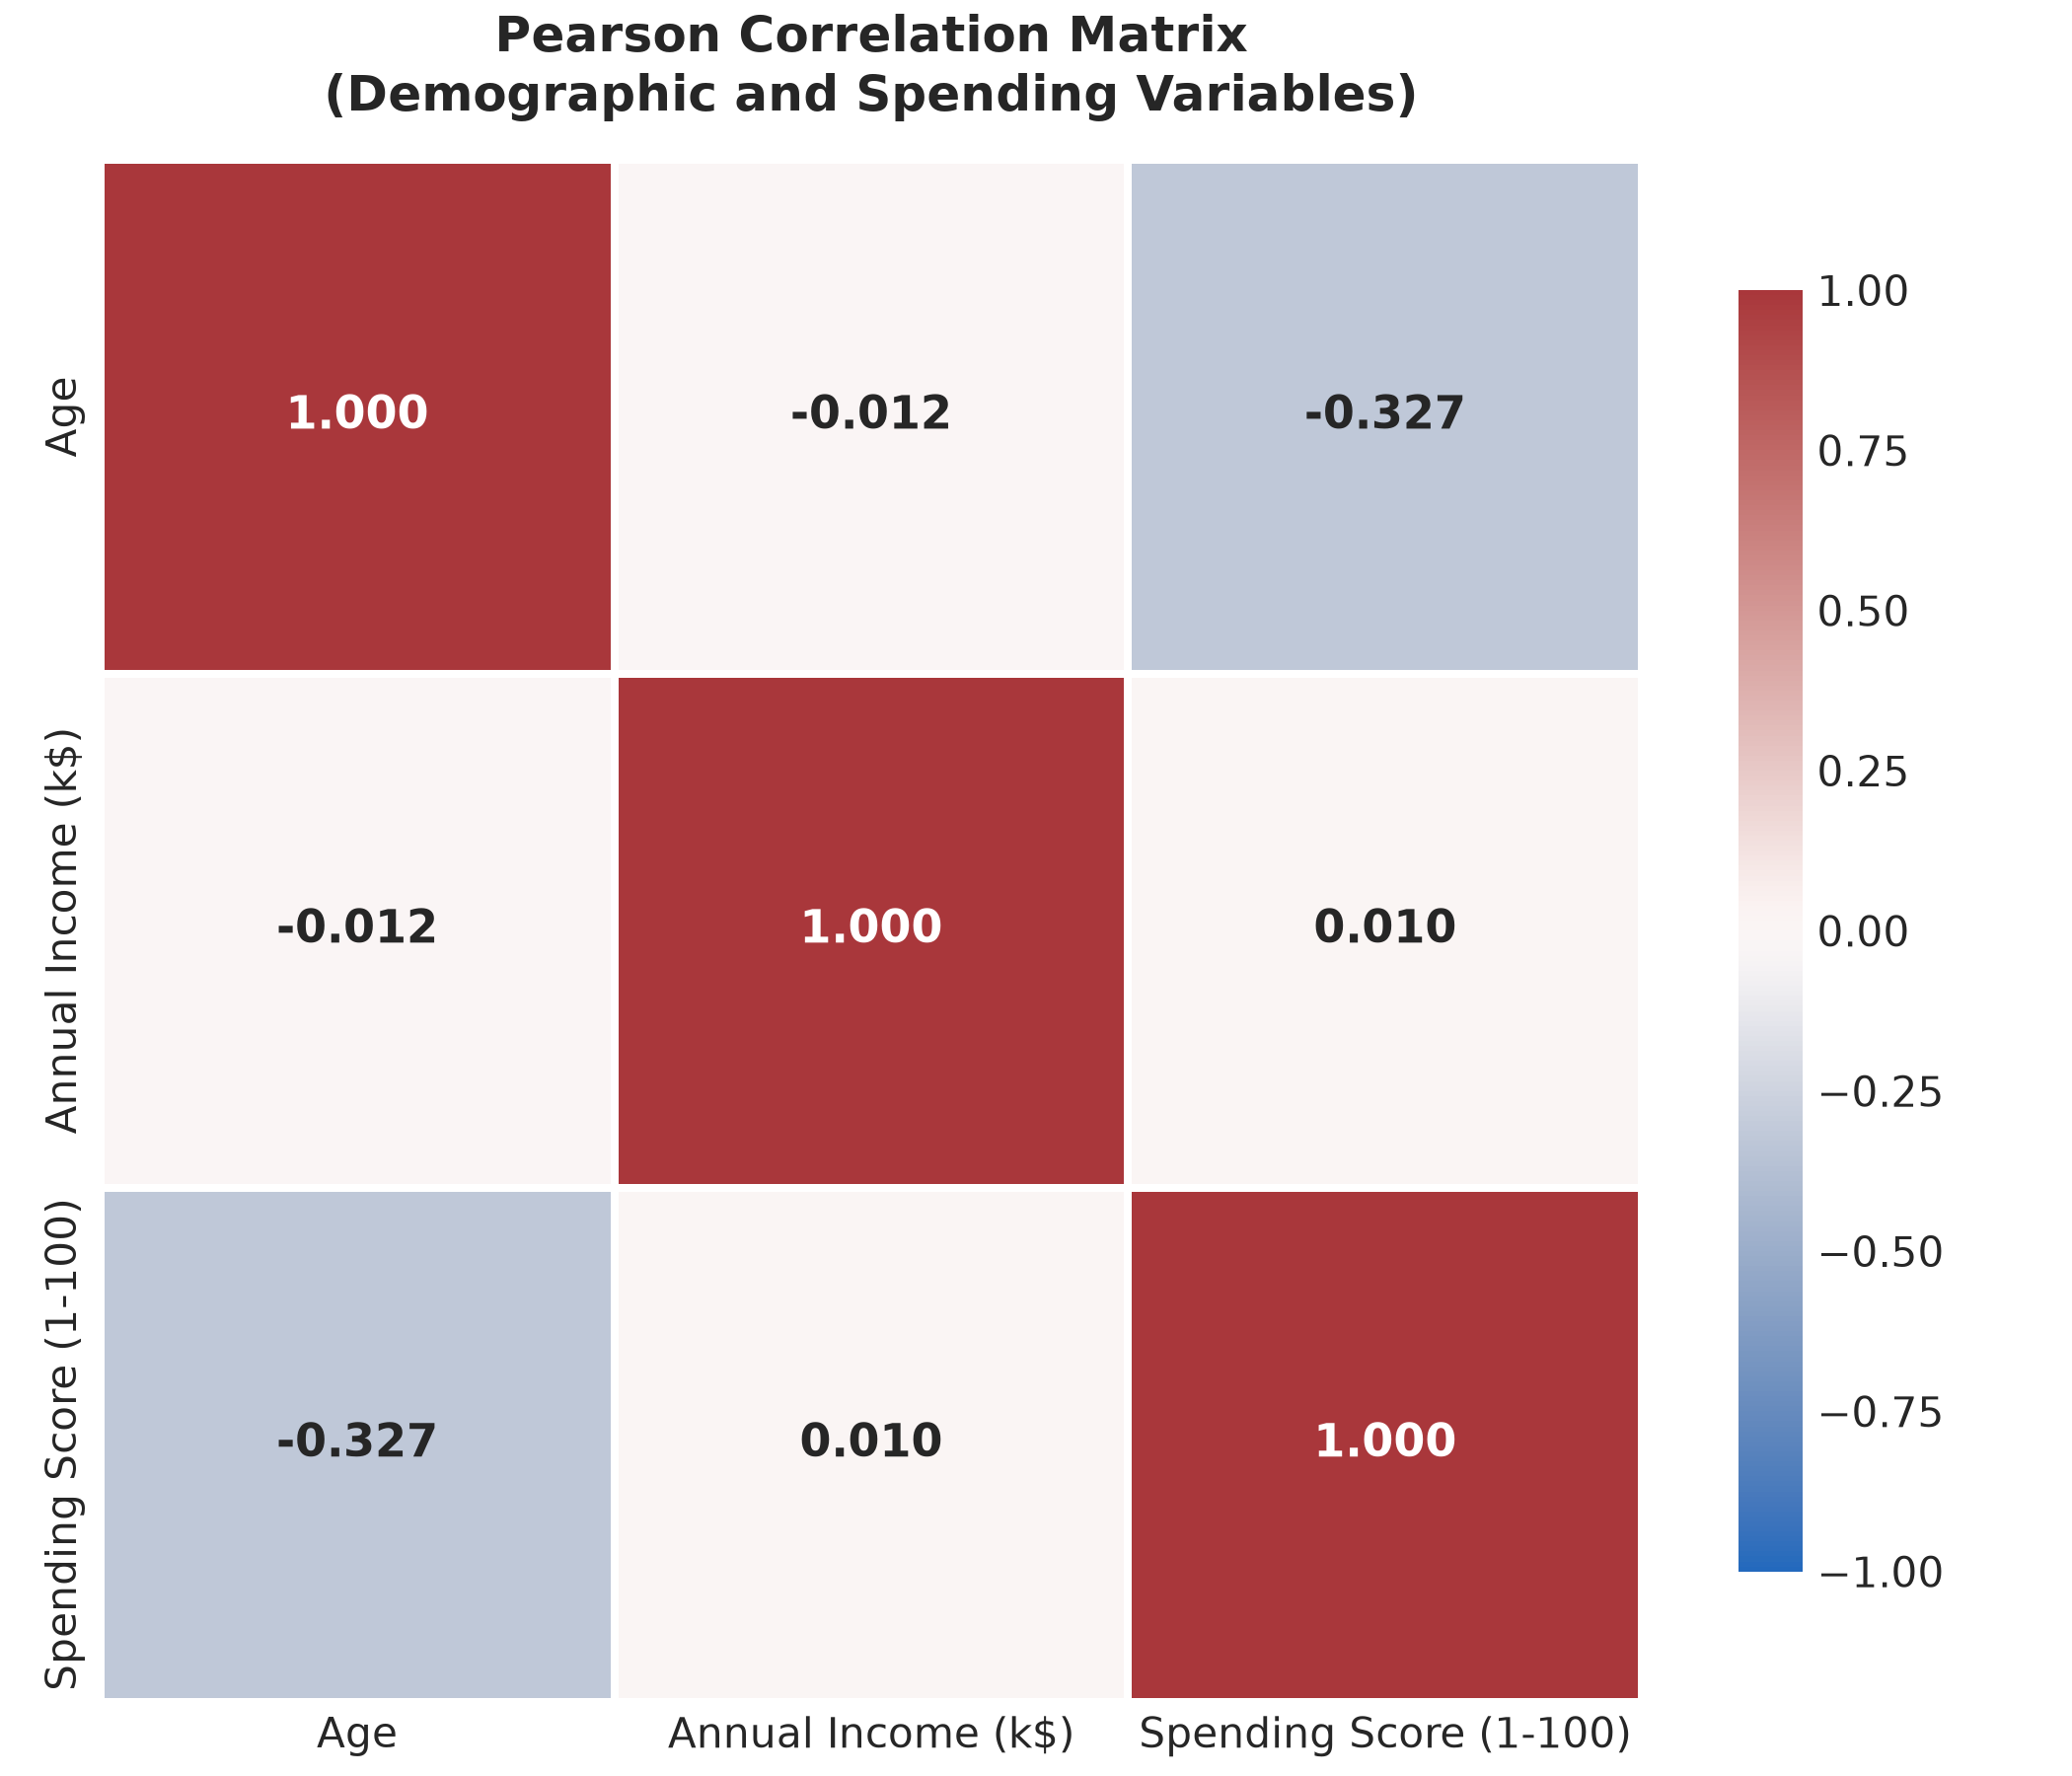 Pearson Correlation Matrix
(Demographic and Spending Variables)
Age
1.000
-0.012
-0.327
Annual Income (k$)
-0.012
1.000
0.010
Spending Score (1-100)
-0.327
0.010
1.000
Age
Annual Income (k$)
Spending Score (1-100)
1.00
0.75
0.50
0.25
0.00
−0.25
−0.50
−0.75
−1.00